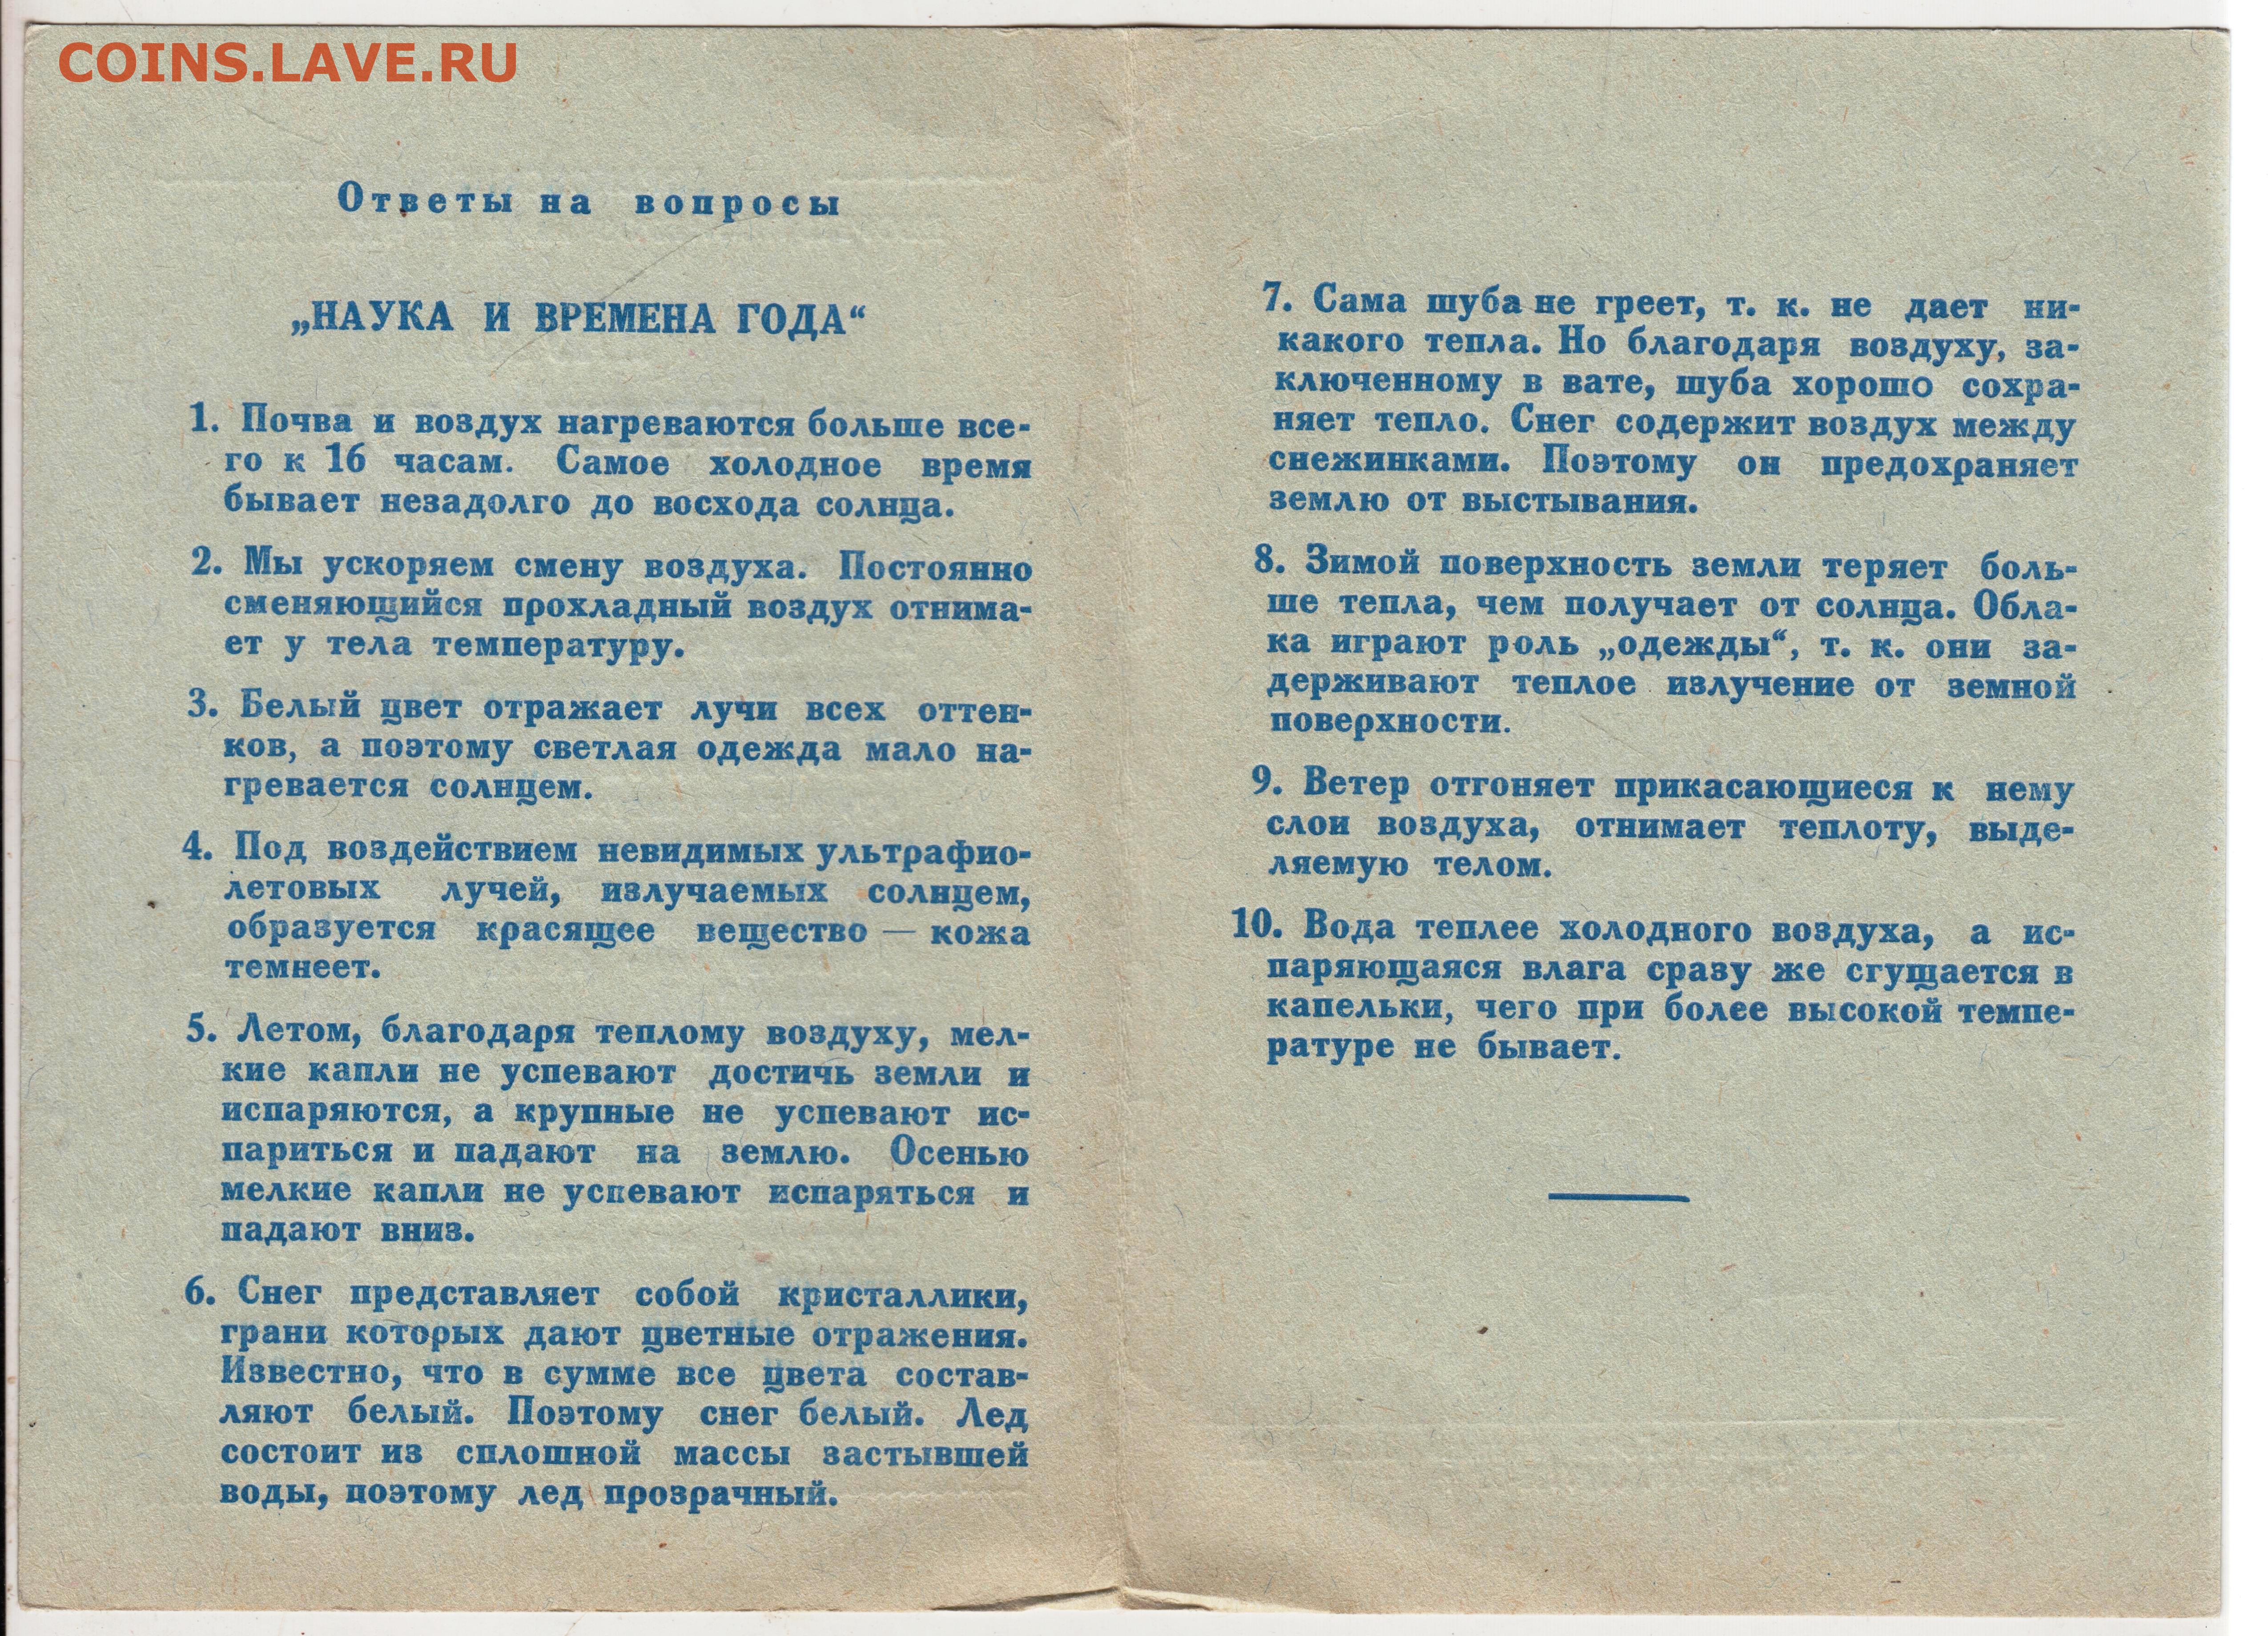 COINS.LAVE.RU
Ответы на вопросы
„НАУКА И ВРЕМЕНА ГОДА“
1. Почва и воздух нагреваются больше все-
го к 16 часам. Самое холодное время
бывает незадолго до восхода солнца.
2. Мы ускоряем смену воздуха. Постоянно
сменяющийся прохладный воздух отнима-
ет у тела температуру.
3. Белый цвет отражает лучи всех оттен-
ков, а поэтому светлая одежда мало на-
гревается солнцем.
4. Под воздействием невидимых ультрафио-
летовых лучей, излучаемых солнцем,
образуется красящее вещество — кожа
темнеет.
5. Летом, благодаря теплому воздуху, мел-
кие капли не успевают достичь земли и
испаряются, а крупные не успевают ис-
париться и падают на землю. Осенью
мелкие капли не успевают испаряться и
падают вниз.
6. Снег представляет собой кристаллики,
грани которых дают цветные отражения.
Известно, что в сумме все цвета состав-
ляют белый. Поэтому снег белый. Лед
состоит из сплошной массы застывшей
воды, поэтому лед прозрачный.
7. Сама шуба не греет, т. к. не дает ни-
какого тепла. Но благодаря воздуху, за-
ключенному в вате, шуба хорошо сохра-
няет тепло. Снег содержит воздух между
снежинками. Поэтому он предохраняет
землю от выстывания.
8. Зимой поверхность земли теряет боль-
ше тепла, чем получает от солнца. Обла-
ка играют роль „одежды“, т. к. они за-
держивают теплое излучение от земной
поверхности.
9. Ветер отгоняет прикасающиеся к нему
слои воздуха, отнимает теплоту, выде-
ляемую телом.
10. Вода теплее холодного воздуха, а ис-
паряющаяся влага сразу же сгущается в
капельки, чего при более высокой темпе-
ратуре не бывает.